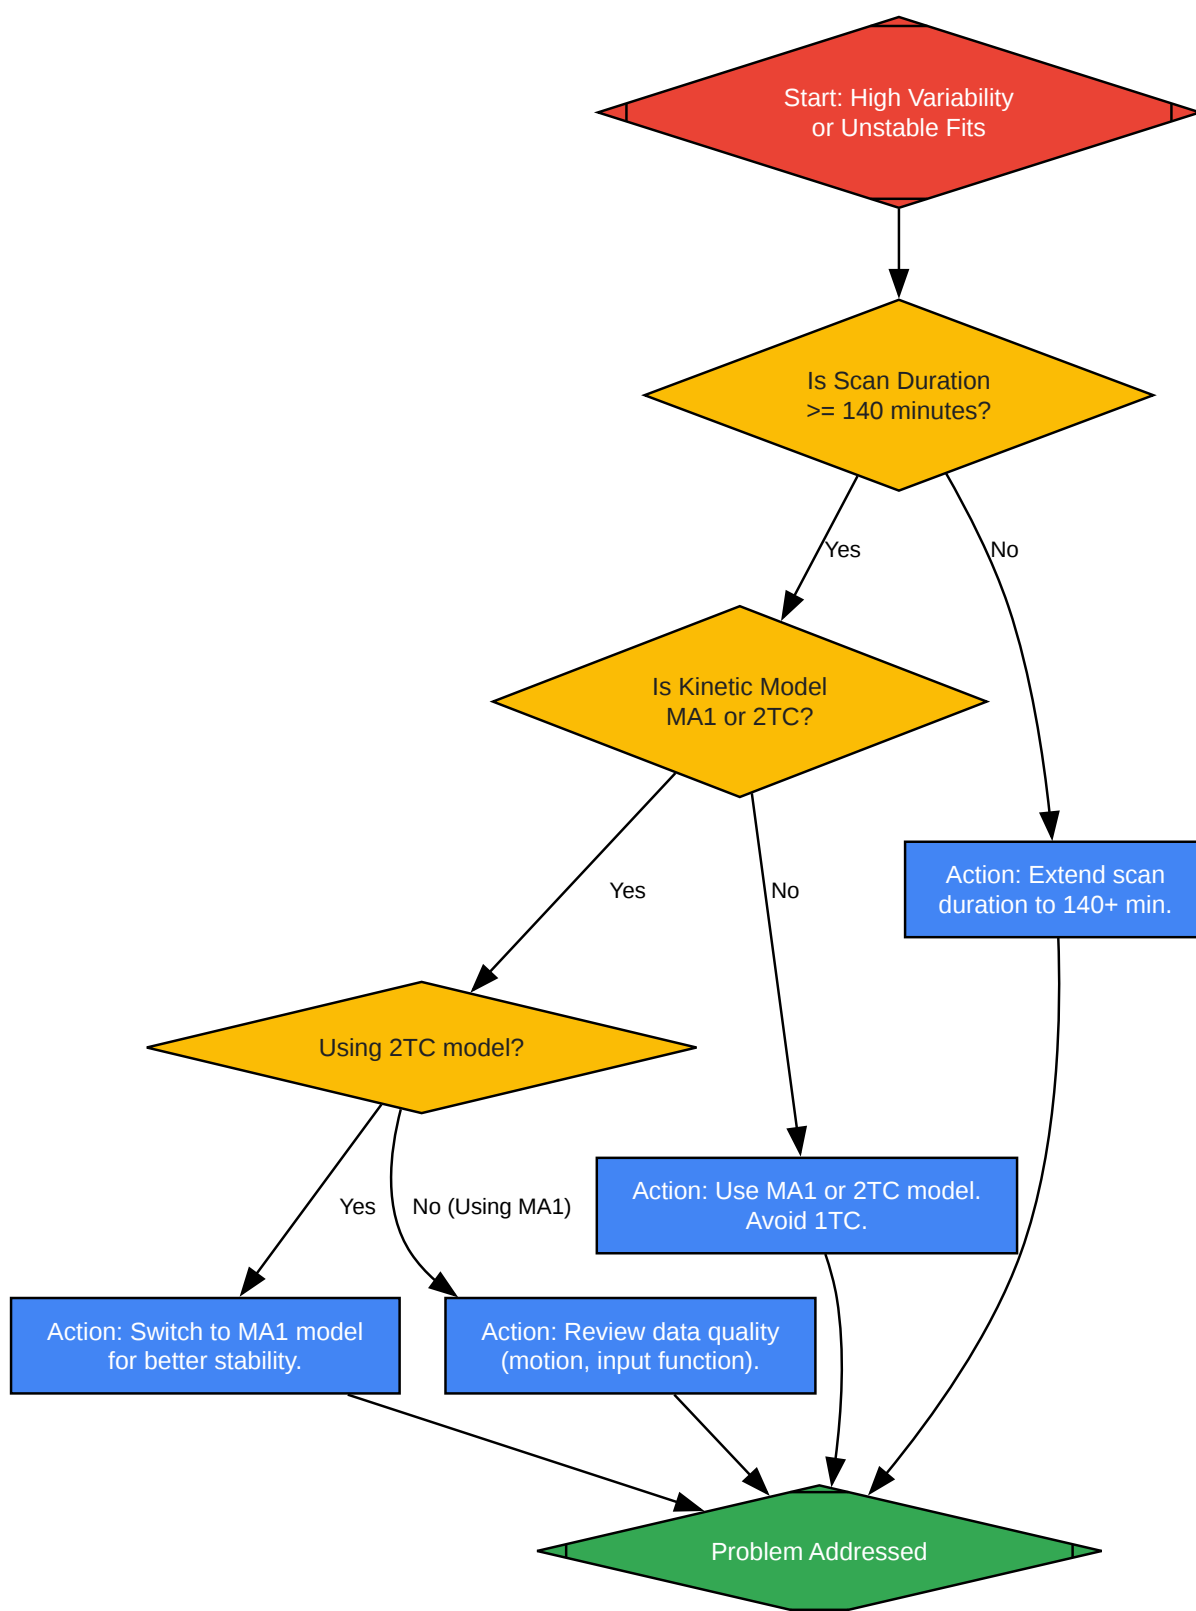 Start: High Variability
or Unstable Fits
Is Scan Duration
>= 140 minutes?
Yes
No
Is Kinetic Model
MA1 or 2TC?
Yes
No
Action: Extend scan
duration to 140+ min.
Using 2TC model?
Yes
No (Using MA1)
Action: Use MA1 or 2TC model.
Avoid 1TC.
Action: Switch to MA1 model
for better stability.
Action: Review data quality
(motion, input function).
Problem Addressed